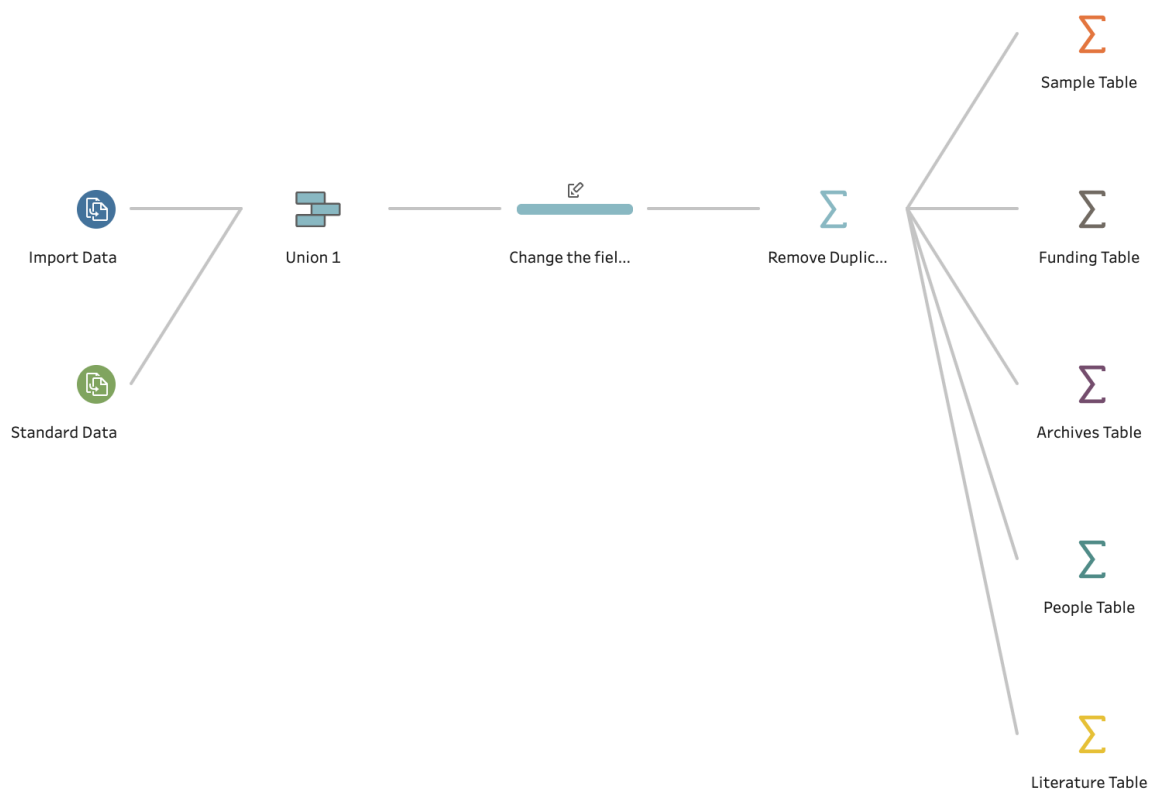 Sample Table
Import Data
Union 1
Change the fiel...
Remove Duplic...
Funding Table
Standard Data
Archives Table
People Table
Literature Table